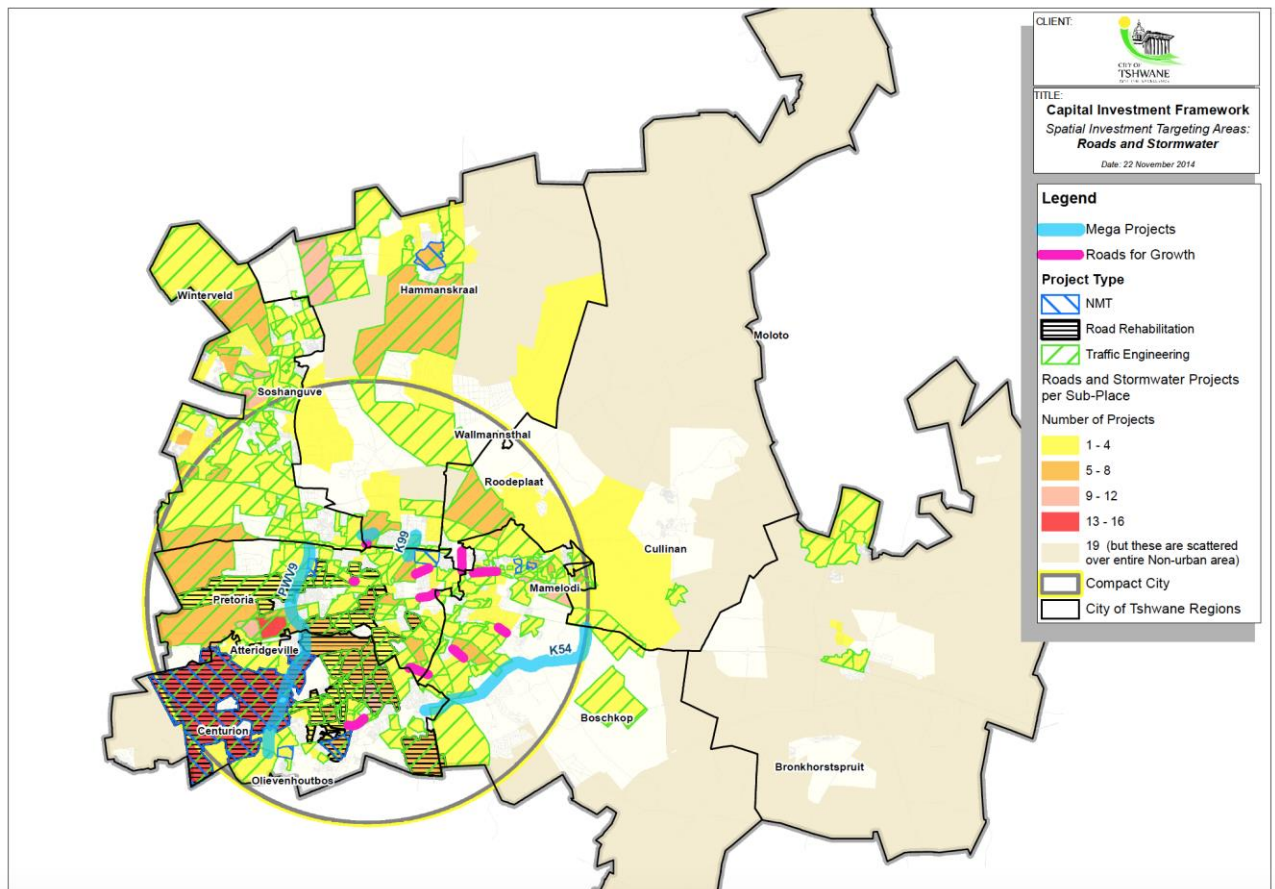 CLIENT:
CITY OF
TSHWANE
TITLE:
Capital Investment Framework
Spatial Investment Targeting Areas:
Roads and Stormwater
Date: 22 November 2014
Legend
Mega Projects
Roads for Growth
Project Type
NMT
Road Rehabilitation
Traffic Engineering
Roads and Stormwater Projects
per Sub-Place
Number of Projects
1 - 4
5 - 8
9 - 12
13 - 16
19 (but these are scattered
over entire Non-urban area)
Compact City
City of Tshwane Regions
Winterveld
Hammanskraal
Moloto
Soshanguve
Wallmannsthal
Roodeplaat
K99
Cullinan
PWV9
Mamelodi
Pretoria
Atteridgeville
K54
Boschkop
Centurion
Bronkhorstspruit
Olievenhoutbos